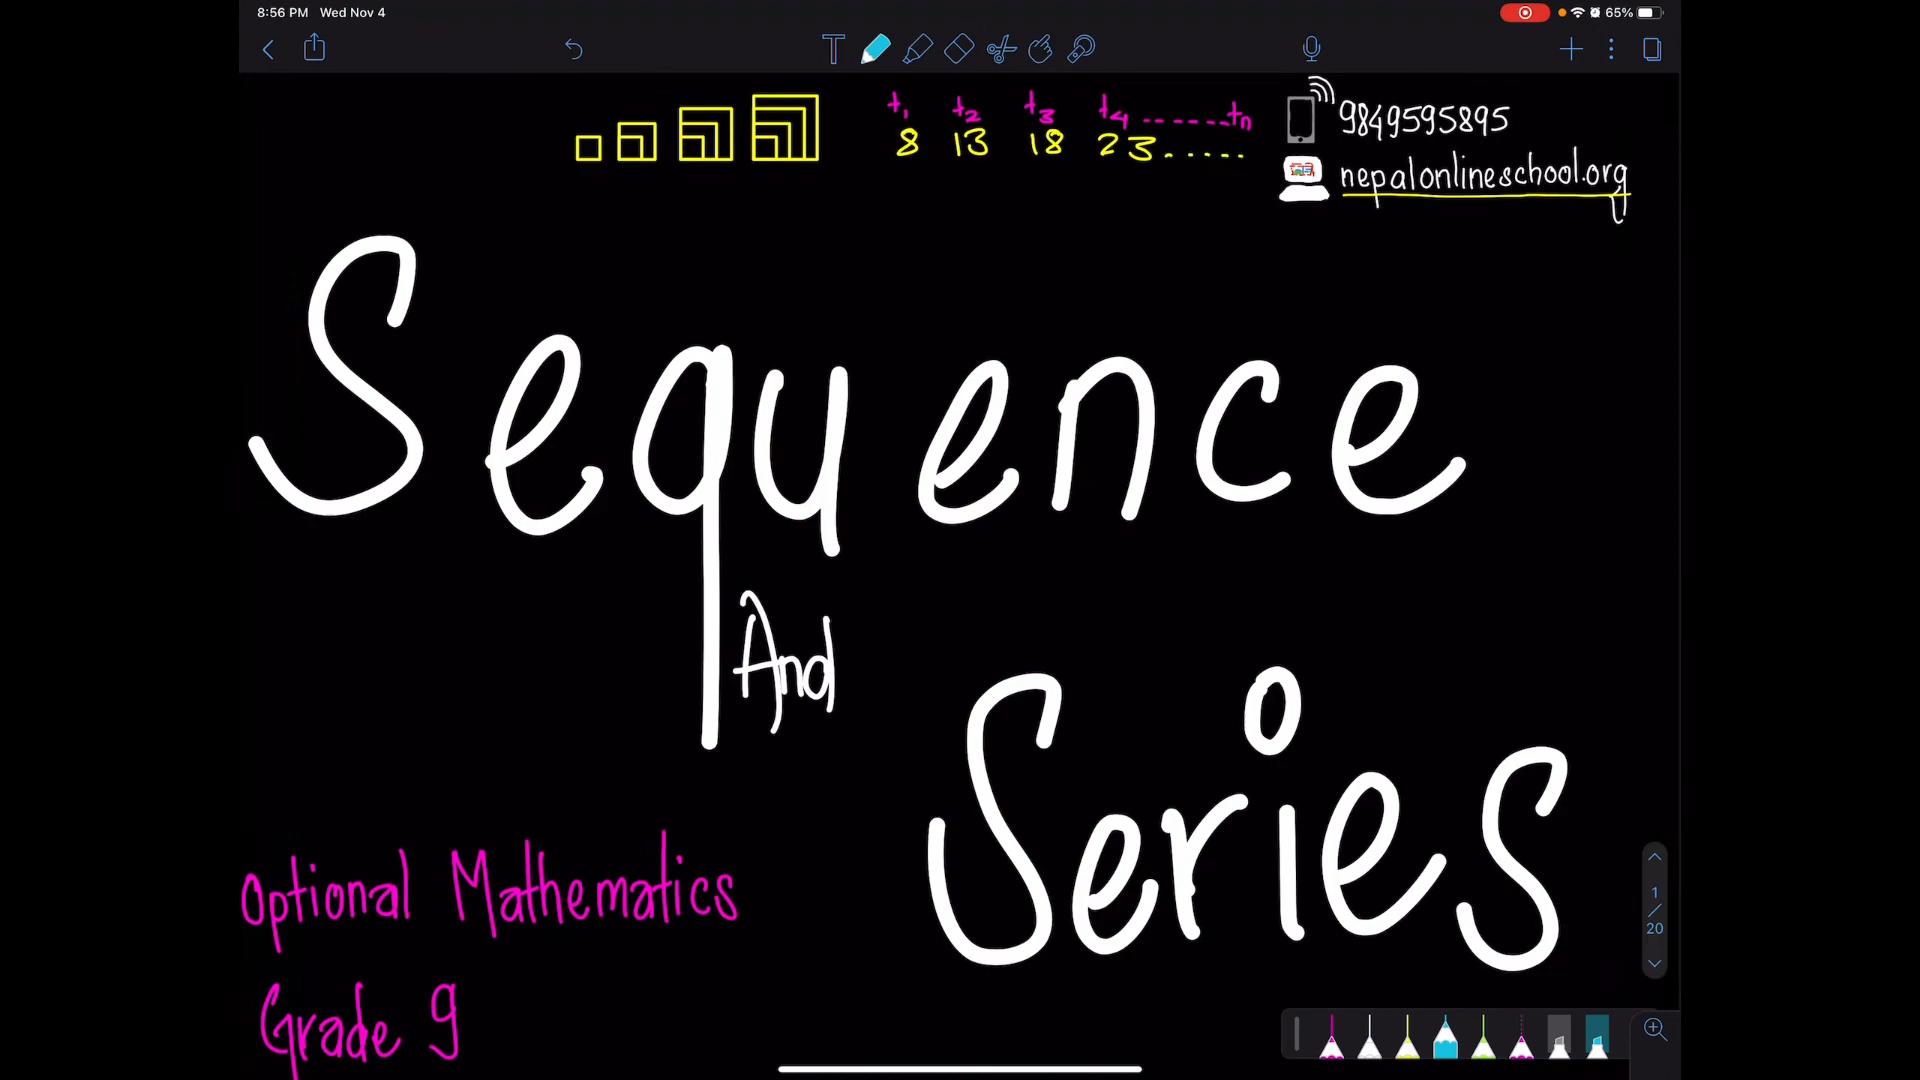 8:56 PM Wed Nov 4
65%
t1 t2 t3 t4 ......tn
8 13 18 23.....
9849595895
nepalonlineschool.org
Sequence
And
Series
Optional Mathematics
Grade 9
1
/
20